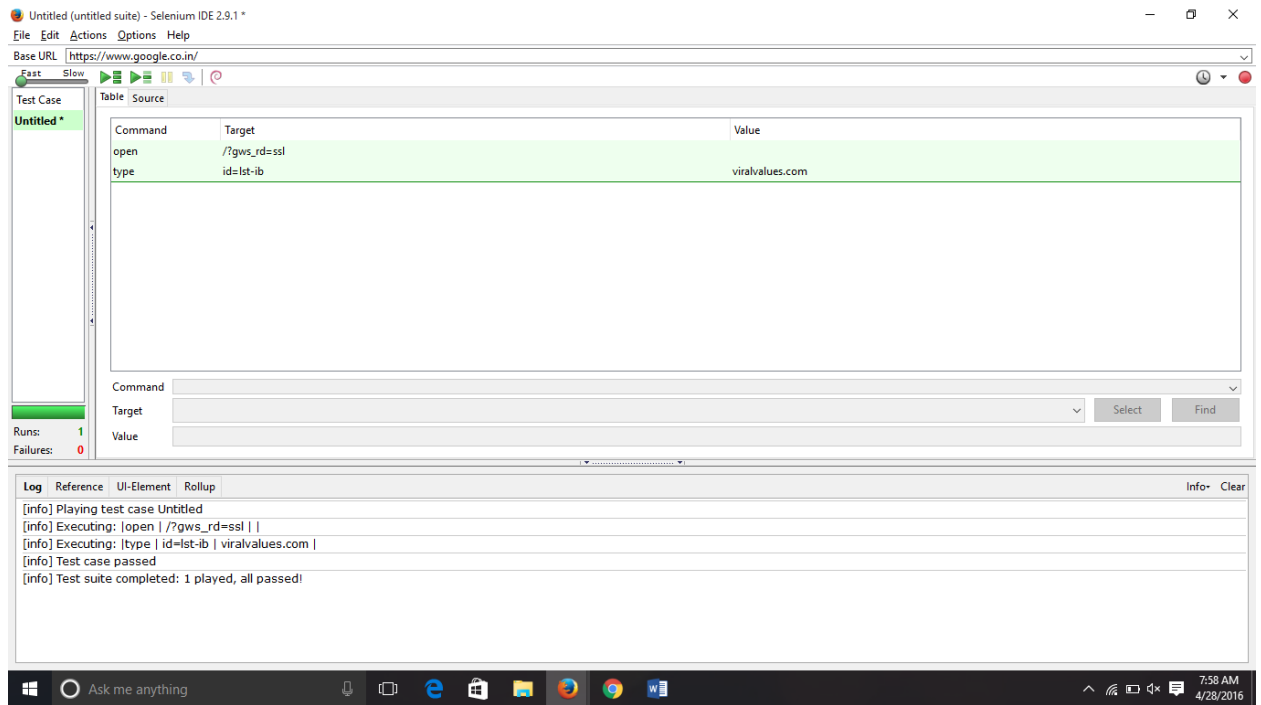 Untitled (untitled suite) - Selenium IDE 2.9.1 *
File Edit Actions Options Help
Base URL https://www.google.co.in/
Fast Slow
Test Case
Untitled *
Table Source
Command Target Value
open /?gws_rd=ssl
type id=lst-ib viralvalues.com
Command
Target Select Find
Value
Runs: 1
Failures: 0
Log Reference UI-Element Rollup Info Clear
[info] Playing test case Untitled
[info] Executing: |open | /?gws_rd=ssl | |
[info] Executing: |type | id=lst-ib | viralvalues.com |
[info] Test case passed
[info] Test suite completed: 1 played, all passed!
Ask me anything
7:58 AM
4/28/2016